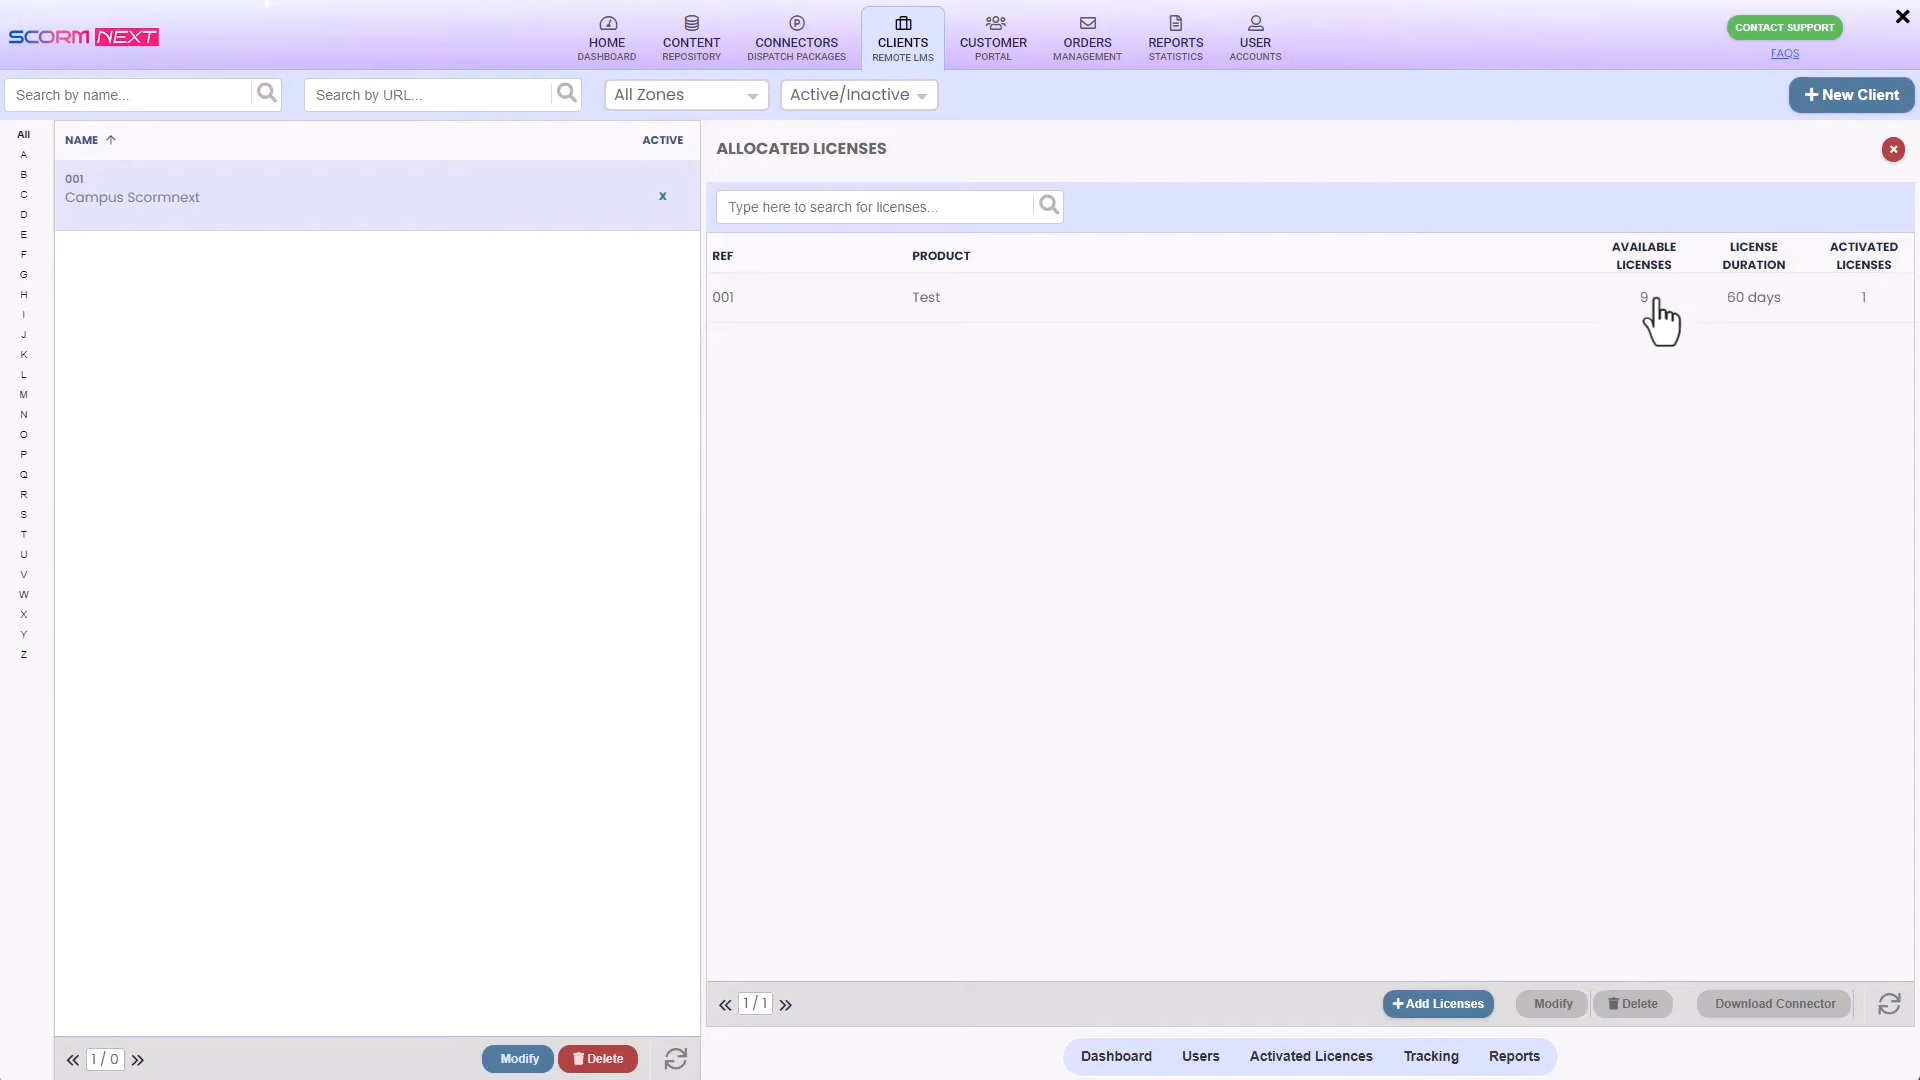 SCORM NEXT
HOME
DASHBOARD
CONTENT
REPOSITORY
CONNECTORS
DISPATCH PACKAGES
CLIENTS
REMOTE LMS
CUSTOMER
PORTAL
ORDERS
MANAGEMENT
REPORTS
STATISTICS
USER
ACCOUNTS
CONTACT SUPPORT
FAQS
Search by name...
Search by URL...
All Zones
Active/Inactive
+ New Client
All
A
B
C
D
E
F
G
H
I
J
K
L
M
N
O
P
Q
R
S
T
U
V
W
X
Y
Z
NAME
ACTIVE
001
Campus Scormnext
x
1 / 0
Modify
Delete
ALLOCATED LICENSES
Type here to search for licenses...
REF
PRODUCT
AVAILABLE
LICENSES
LICENSE
DURATION
ACTIVATED
LICENSES
001
Test
9
60 days
1
1 / 1
+Add Licenses
Modify
Delete
Download Connector
Dashboard
Users
Activated Licences
Tracking
Reports